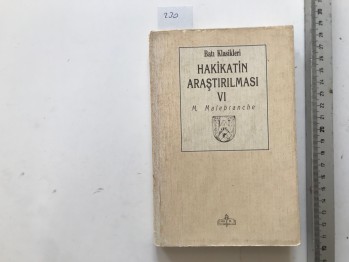 220
Batı Klasikleri
HAKİKATİN
ARAŞTIRILMASI
VI
M. Malebranche